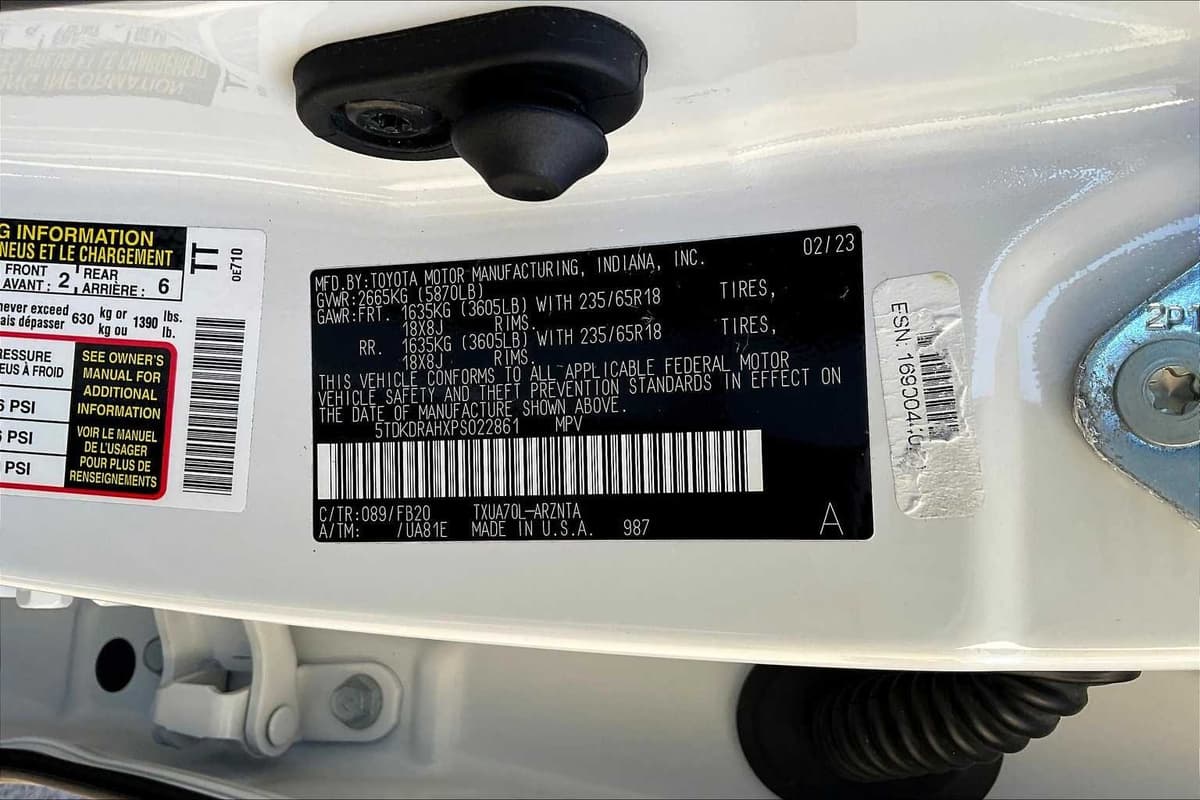 G INFORMATION
NEUS ET LE CHARGEMENT
FRONT 2 REAR 6
AVANT: ARRIÈRE:
never exceed 630 kg or 1390 lbs.
ais dépasser kg ou lb.
RESSURE
EUS À FROID
PSI
PSI
PSI
SEE OWNER'S
MANUAL FOR
ADDITIONAL
INFORMATION
VOIR LE MANUEL
DE L'USAGER
POUR PLUS DE
RENSEIGNEMENTS
TT
0E710
MFD.BY:TOYOTA MOTOR MANUFACTURING, INDIANA, INC. 02/23
GVWR:2665KG (5870LB)
GAWR:FRT. 1635KG (3605LB) WITH 235/65R18 TIRES,
18X8J RIMS.
RR. 1635KG (3605LB) WITH 235/65R18 TIRES,
18X8J RIMS.
THIS VEHICLE CONFORMS TO ALL APPLICABLE FEDERAL MOTOR
VEHICLE SAFETY AND THEFT PREVENTION STANDARDS IN EFFECT ON
THE DATE OF MANUFACTURE SHOWN ABOVE.
5TDKDRAHXPS022861 MPV
C/TR:089/FB20 TXUA70L-ARZNTA
A/TM: /UA81E MADE IN U.S.A. 987 A
ESN: